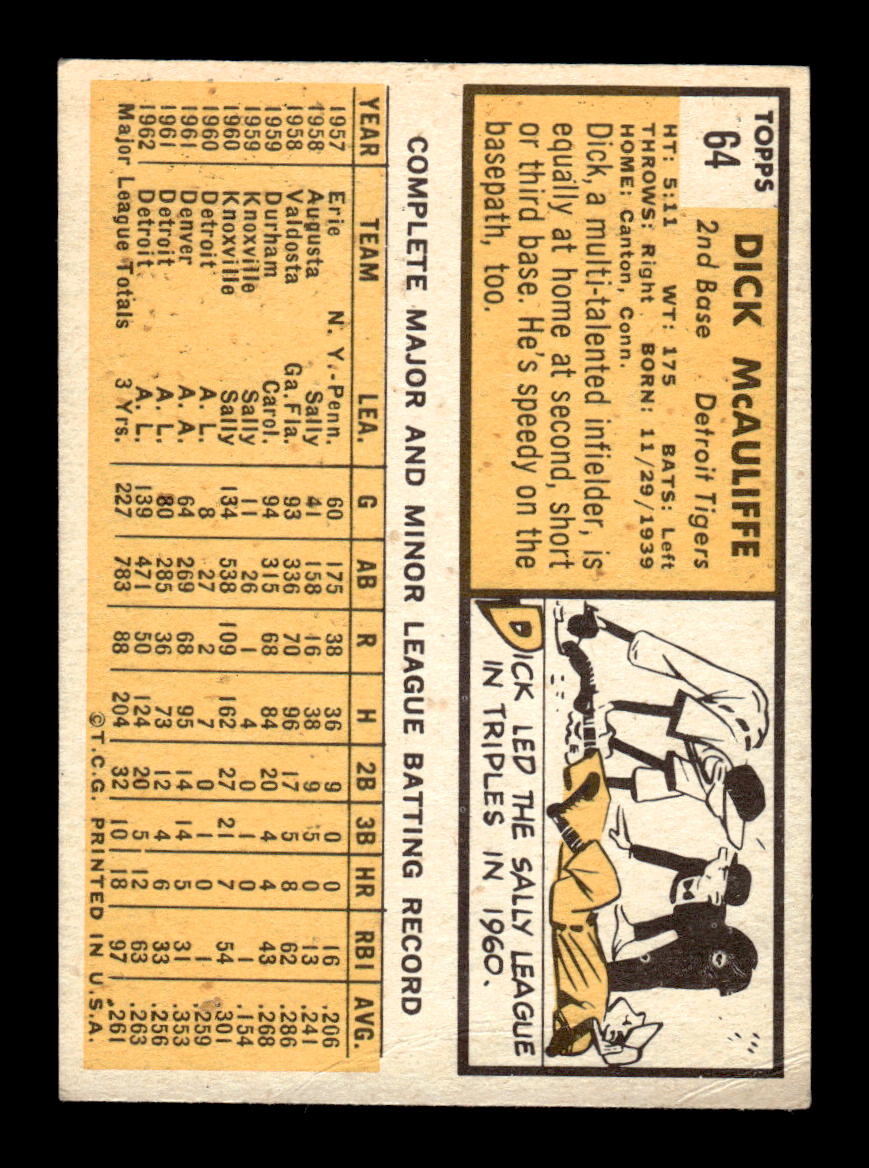 TOPPS
64
DICK McAULIFFE
2nd Base Detroit Tigers
HT: 5:11 WT: 175 BATS: Left
THROWS: Right BORN: 11/29/1939
HOME: Canton, Conn.
Dick, a multi-talented infielder, is
equally at home at second, short
or third base. He's speedy on the
basepath, too.
DICK LED THE SALLY LEAGUE
IN TRIPLES IN 1960.
COMPLETE MAJOR AND MINOR LEAGUE BATTING RECORD
YEAR TEAM LEA. G AB R H 2B 3B HR RBI AVG.
1957 Erie N. Y.-Penn. 60 175 38 36 9 0 0 16 .206
1958 Augusta Sally 41 158 16 38 9 5 0 13 .241
1958 Valdosta Ga. Fla. 93 336 70 96 17 5 8 62 .286
1959 Durham Carol. 94 315 68 84 20 4 4 43 .268
1959 Knoxville Sally 11 26 1 4 0 1 0 1 .154
1960 Knoxville Sally 134 538 109 162 27 21 7 54 .301
1960 Detroit A. L. 8 27 2 7 0 1 0 1 .259
1961 Denver A. A. 64 269 68 95 14 14 5 31 .353
1961 Detroit A. L. 80 285 36 73 12 4 6 33 .256
1962 Detroit A. L. 139 471 50 124 20 5 12 63 .263
Major League Totals 3 Yrs. 227 783 88 204 32 10 18 97 .261
©T.C.G. PRINTED IN U.S.A.